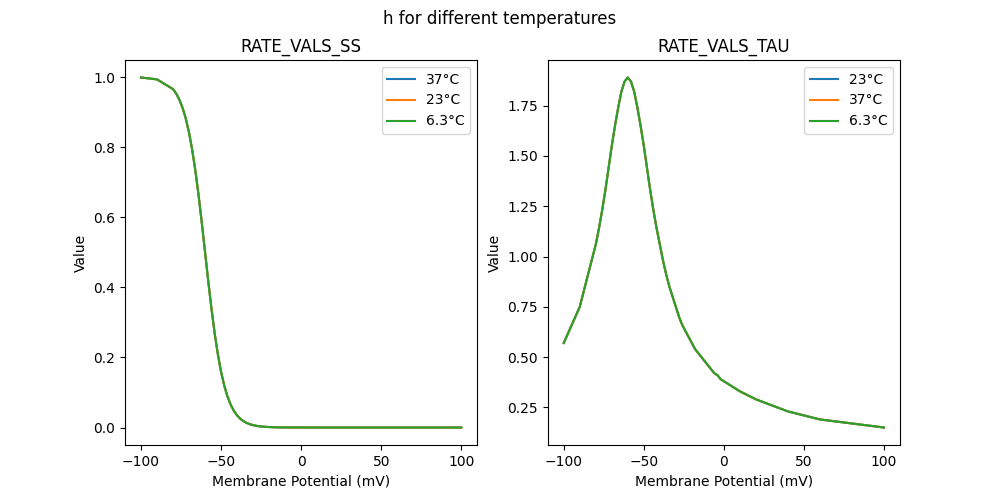 h for different temperatures
RATE_VALS_SS
1.0
0.8
0.6
0.4
0.2
0.0
Value
−100
−50
0
50
100
Membrane Potential (mV)
37°C
23°C
6.3°C
RATE_VALS_TAU
1.75
1.50
1.25
1.00
0.75
0.50
0.25
Value
−100
−50
0
50
100
Membrane Potential (mV)
23°C
37°C
6.3°C